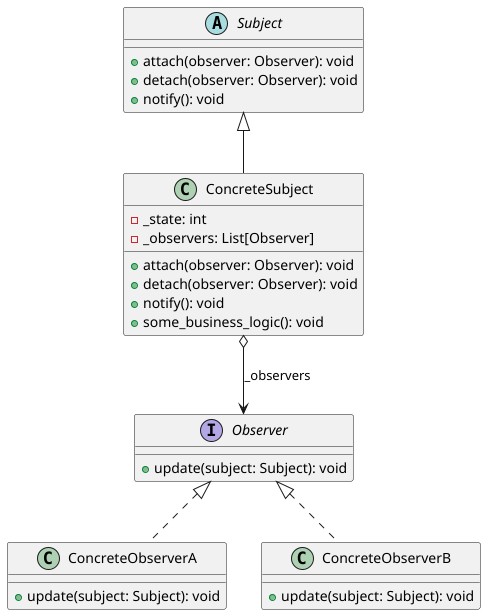 A Subject
attach(observer: Observer): void
detach(observer: Observer): void
notify(): void
C ConcreteSubject
_state: int
_observers: List[Observer]
attach(observer: Observer): void
detach(observer: Observer): void
notify(): void
some_business_logic(): void
_observers
I Observer
update(subject: Subject): void
C ConcreteObserverA
update(subject: Subject): void
C ConcreteObserverB
update(subject: Subject): void